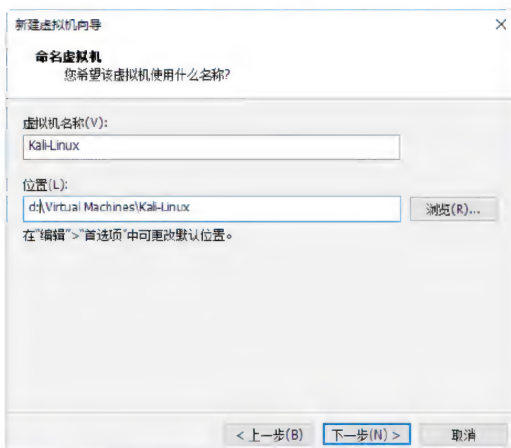 新建虚拟机向导
命名虚拟机
您希望该虚拟机使用什么名称?
虚拟机名称(V):
Kali-Linux
位置(L):
d:\Virtual Machines\Kali-Linux
浏览(R)...
在"编辑">"首选项"中可更改默认位置。
< 上一步(B) 下一步(N) > 取消